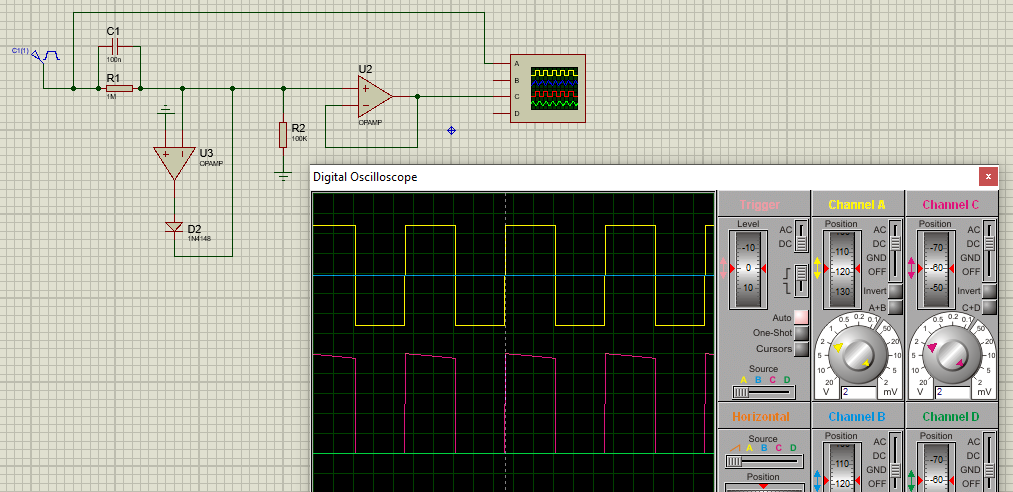 C1
C1(1)
100n
R1
1M
U2
OPAMP
A
B
C
D
R2
100K
U3
OPAMP
D2
1N4148
Digital Oscilloscope
x
Trigger
Channel A
Channel C
Level
AC
DC
-10
0
10
Auto
One-Shot
Cursors
Source
A B C D
Position
AC
DC
GND
OFF
110
-120
-130
Invert
A+B
Position
AC
DC
GND
OFF
-70
-60
-50
Invert
C+D
0.5 0.2 0.1
1 50
2 20
5 10
10 5
20 2
V 2 mV
0.5 0.2 0.1
1 50
2 20
5 10
10 5
20 2
V 2 mV
Horizontal
Channel B
Channel D
Source
A B C D
Position
Position
AC
DC
GND
OFF
110
-120
Position
AC
DC
GND
OFF
-70
-60